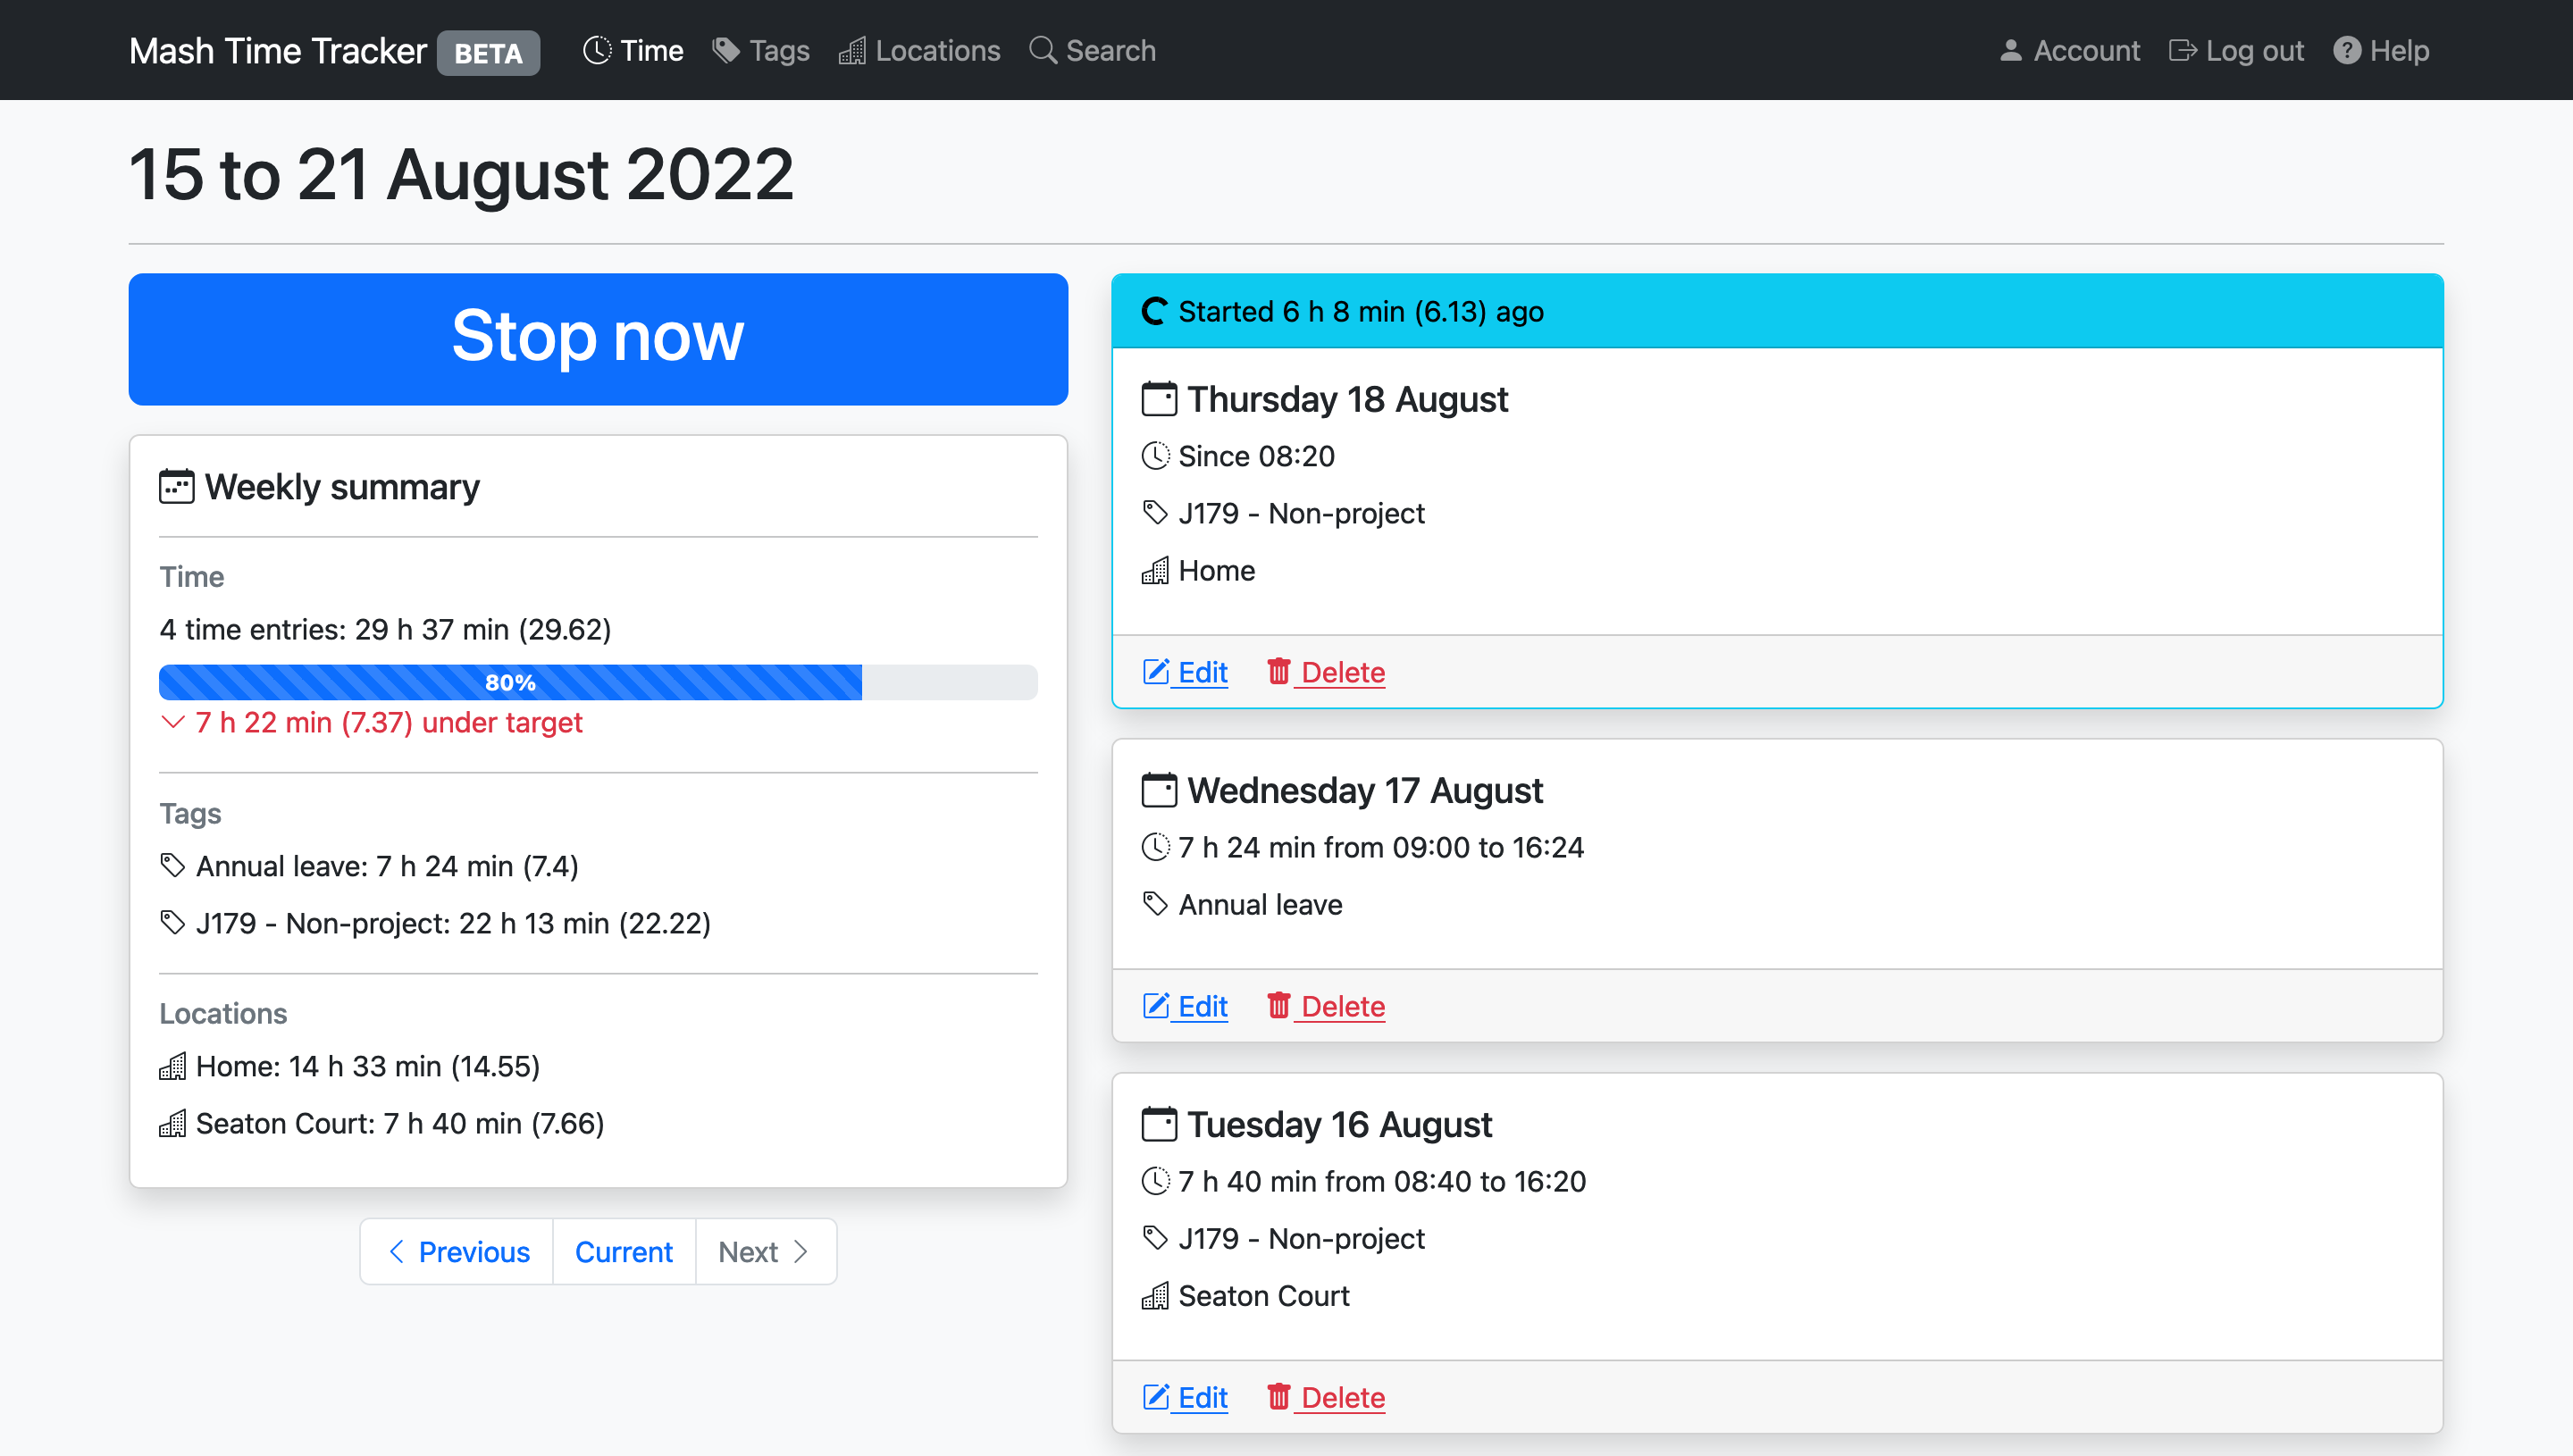 Mash Time Tracker BETA Time Tags Locations Search Account Log out Help
15 to 21 August 2022
Stop now
Weekly summary
Time
4 time entries: 29 h 37 min (29.62)
80%
7 h 22 min (7.37) under target
Tags
Annual leave: 7 h 24 min (7.4)
J179 - Non-project: 22 h 13 min (22.22)
Locations
Home: 14 h 33 min (14.55)
Seaton Court: 7 h 40 min (7.66)
Previous Current Next
Started 6 h 8 min (6.13) ago
Thursday 18 August
Since 08:20
J179 - Non-project
Home
Edit Delete
Wednesday 17 August
7 h 24 min from 09:00 to 16:24
Annual leave
Edit Delete
Tuesday 16 August
7 h 40 min from 08:40 to 16:20
J179 - Non-project
Seaton Court
Edit Delete